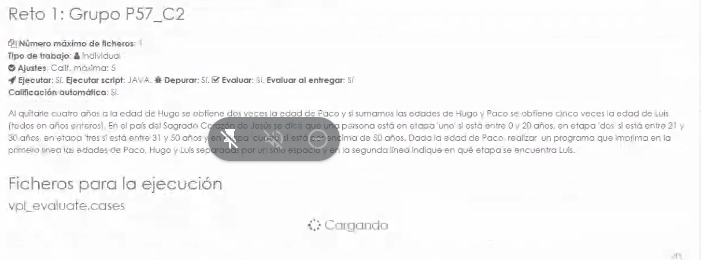 Reto 1: Grupo P57_C2
Número máximo de ficheros: 1
Tipo de trabajo: Individual
Ajustes: Calif. máxima: 5
Ejecutar: Sí. Ejecutar script: JAVA. Depurar: Sí. Evaluar: Sí. Evaluar al entregar: Sí
Calificación automática: Sí.
Al quitarle cuatro años a la edad de Hugo se obtiene dos veces la edad de Paco y si sumamos las edades de Hugo y Paco se obtiene cinco veces la edad de Luis
(todos en años enteros). En el país del Sagrado Corazón de Jesús se dice que una persona está en etapa 'uno' si está entre 0 y 20 años, en etapa 'dos' si está entre 21 y
30 años, en etapa 'tres' si está entre 31 y 50 años y en etapa si está encima de 50 años. Dada la edad de Paco, realizar un programa que imprima en la
primera línea las edades de Paco, Hugo y Luis separadas por un solo espacio y en la segunda línea indique en qué etapa se encuentra Luis.
Ficheros para la ejecución
vpl_evaluate.cases
Cargando
VPL